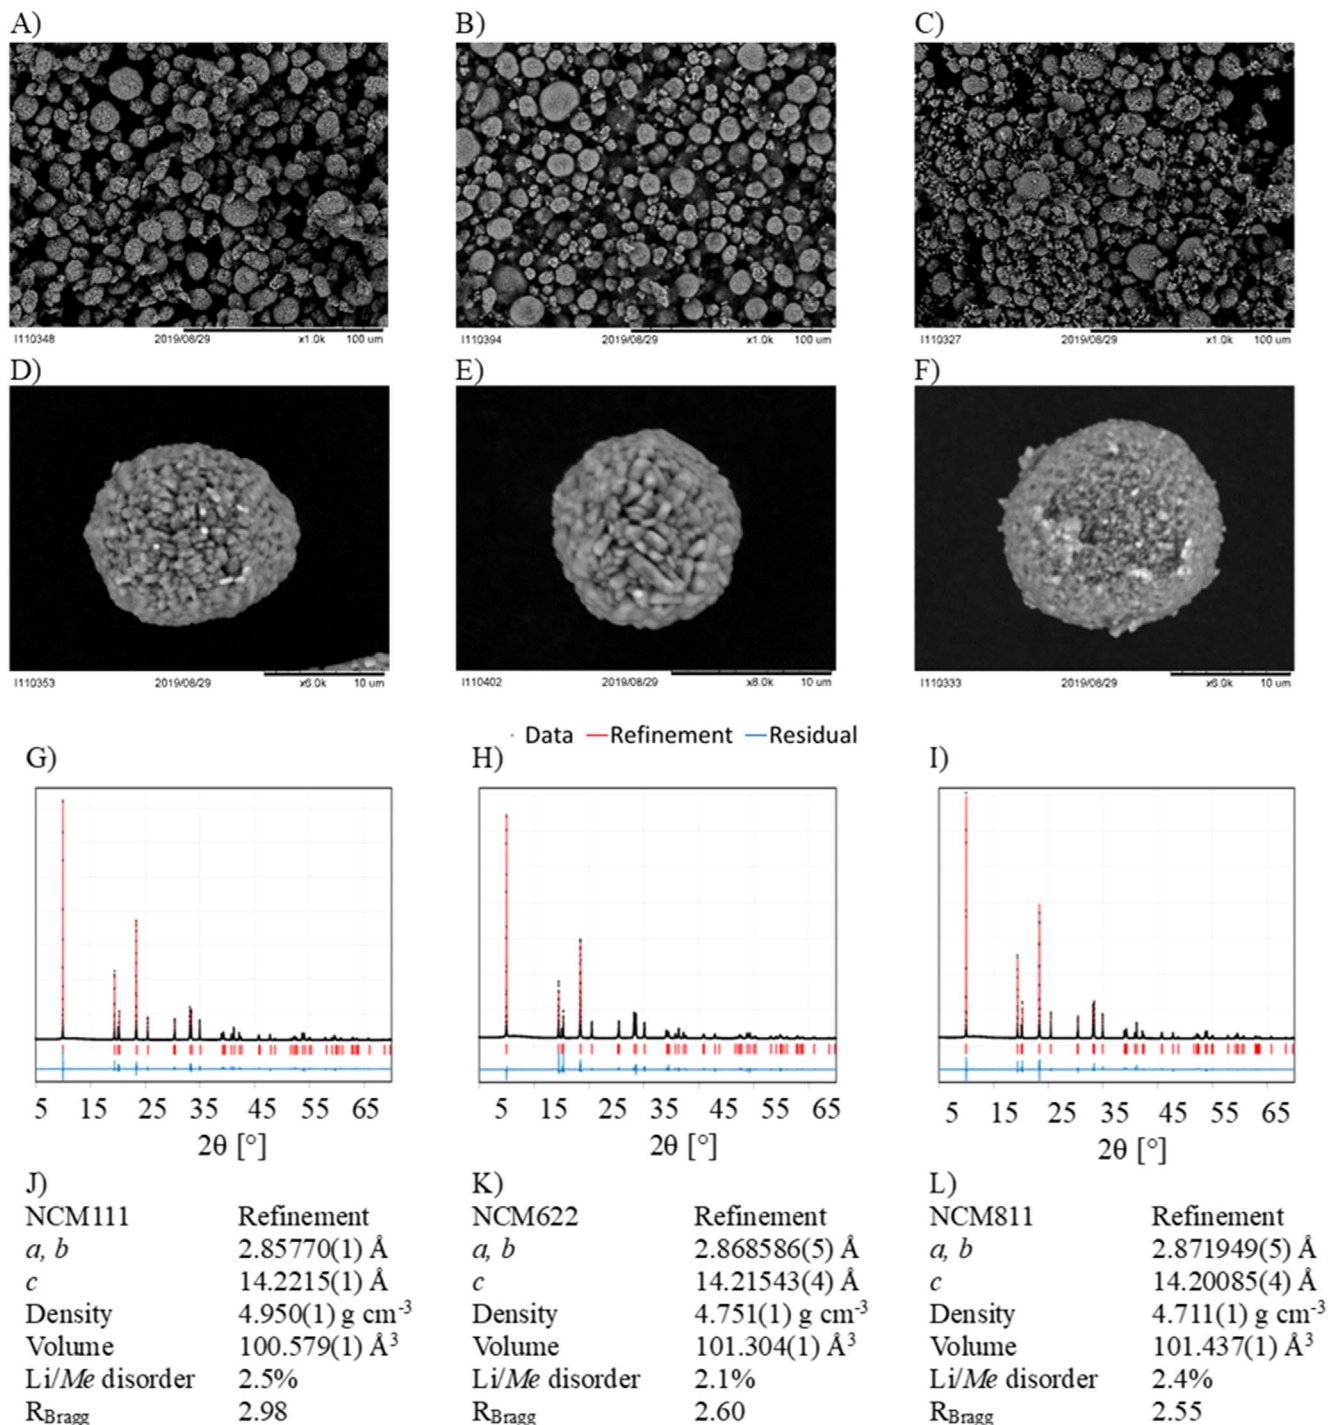 A)
B)
C)
I110348 2019/08/29 x1.0k 100 um
I110394 2019/08/29 x1.0k 100 um
I110327 2019/08/29 x1.0k 100 um
D)
E)
F)
I110353 2019/08/29 x6.0k 10 um
I110402 2019/08/29 x8.0k 10 um
I110333 2019/08/29 x6.0k 10 um
· Data — Refinement — Residual
G)
H)
I)
5 15 25 35 45 55 65
5 15 25 35 45 55 65
5 15 25 35 45 55 65
2θ [°]
2θ [°]
2θ [°]
J)
NCM111 Refinement
a, b 2.85770(1) Å
c 14.2215(1) Å
Density 4.950(1) g cm-3
Volume 100.579(1) Å3
Li/Me disorder 2.5%
RBragg 2.98
K)
NCM622 Refinement
a, b 2.868586(5) Å
c 14.21543(4) Å
Density 4.751(1) g cm-3
Volume 101.304(1) Å3
Li/Me disorder 2.1%
RBragg 2.60
L)
NCM811 Refinement
a, b 2.871949(5) Å
c 14.20085(4) Å
Density 4.711(1) g cm-3
Volume 101.437(1) Å3
Li/Me disorder 2.4%
RBragg 2.55